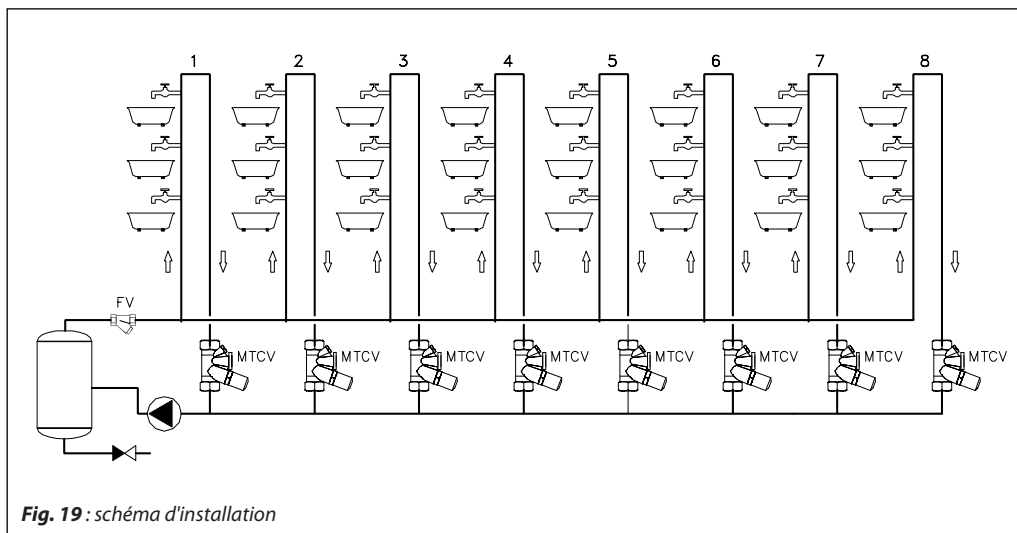 1 2 3 4 5 6 7 8
FV
MTCV MTCV MTCV MTCV MTCV MTCV MTCV MTCV
Fig. 19 : schéma d'installation